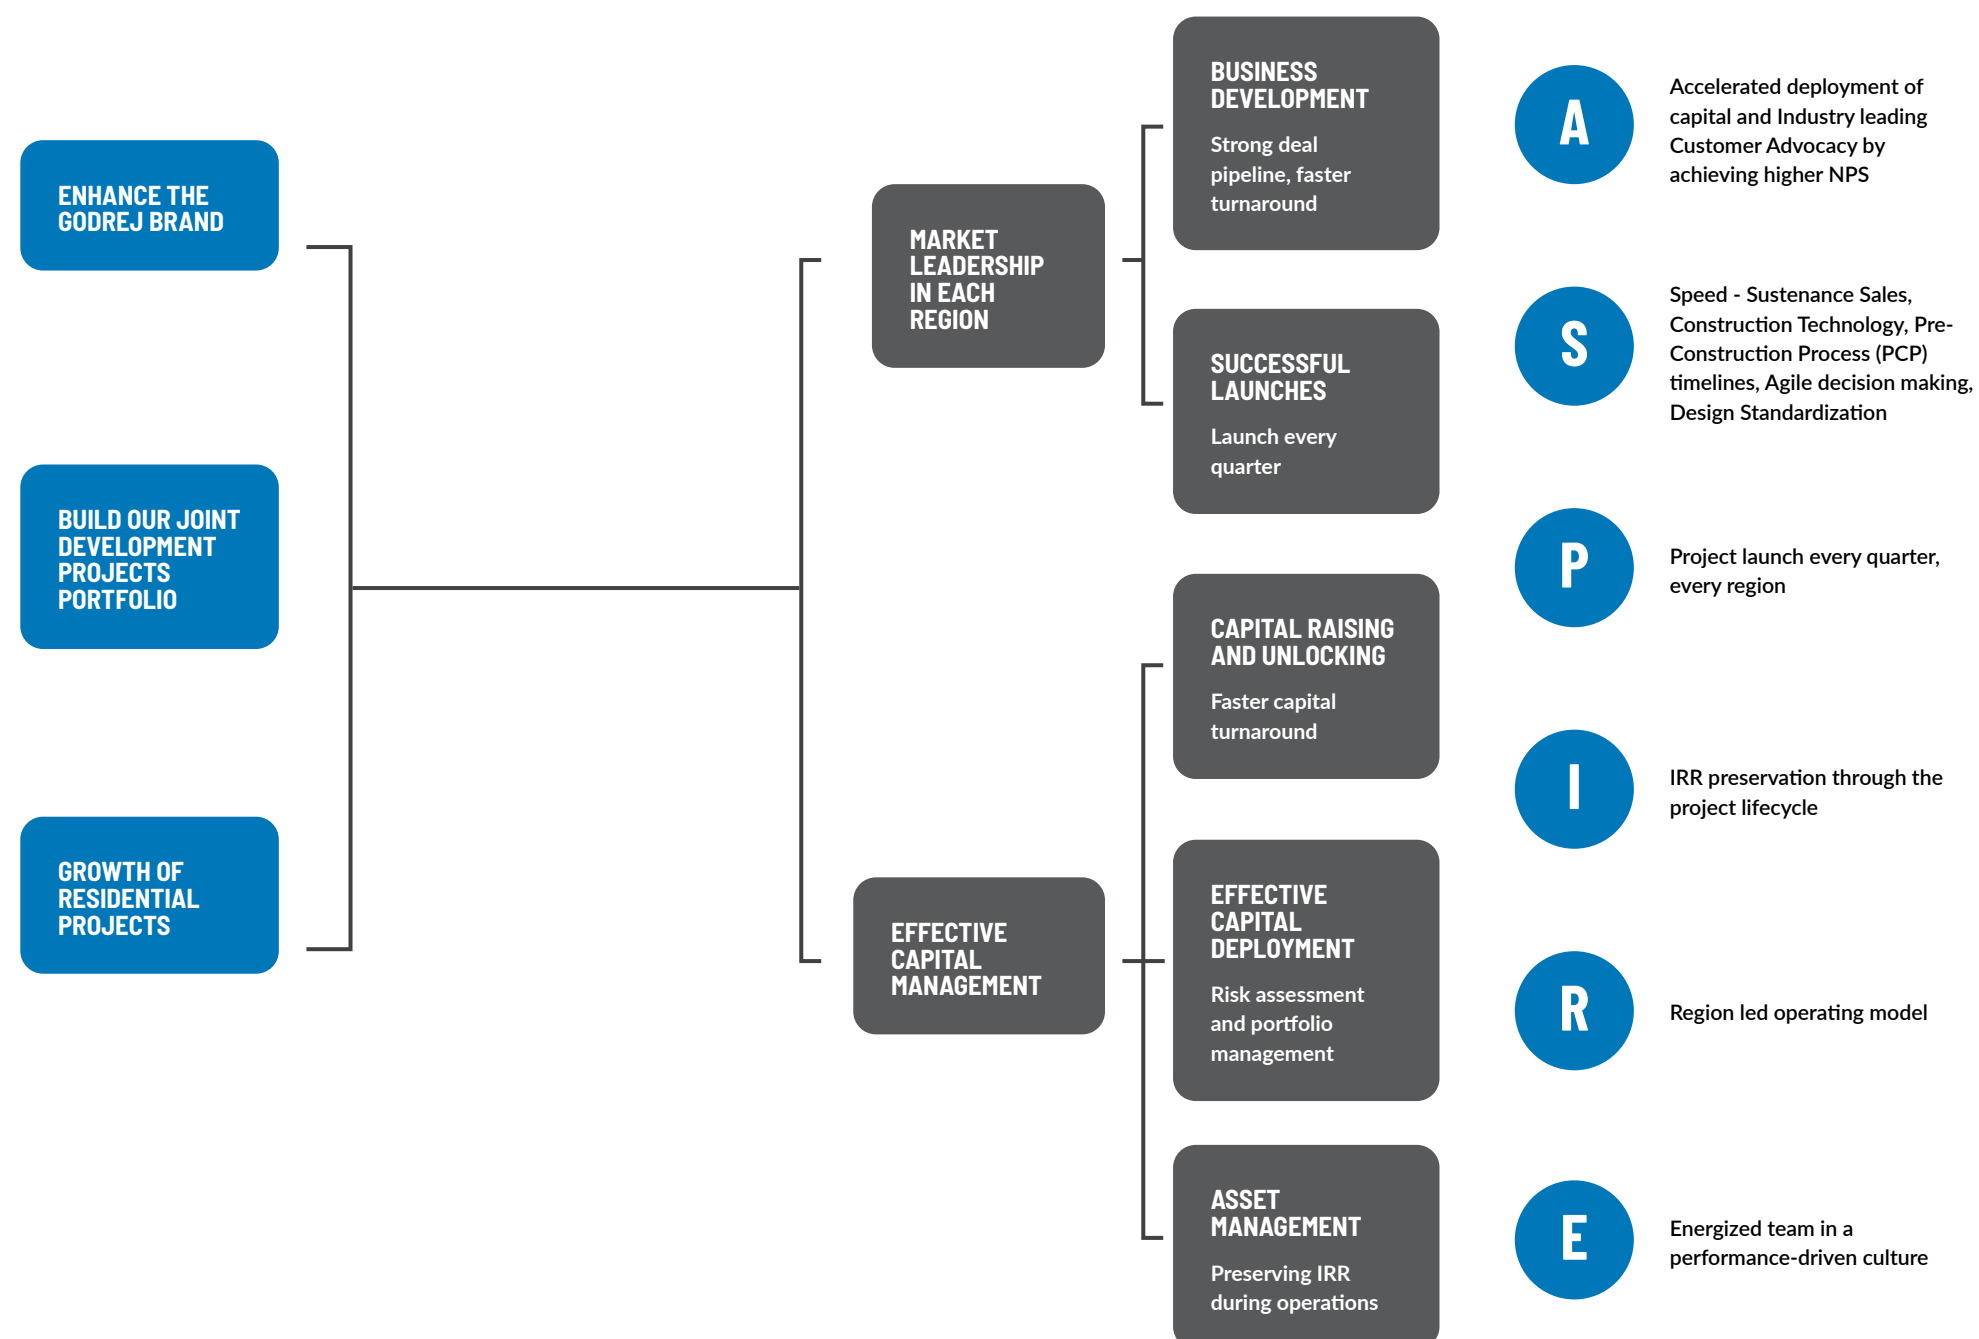 ENHANCE THE
GODREJ BRAND
BUILD OUR JOINT
DEVELOPMENT
PROJECTS
PORTFOLIO
GROWTH OF
RESIDENTIAL
PROJECTS
MARKET
LEADERSHIP
IN EACH
REGION
EFFECTIVE
CAPITAL
MANAGEMENT
BUSINESS
DEVELOPMENT
Strong deal
pipeline, faster
turnaround
SUCCESSFUL
LAUNCHES
Launch every
quarter
CAPITAL RAISING
AND UNLOCKING
Faster capital
turnaround
EFFECTIVE
CAPITAL
DEPLOYMENT
Risk assessment
and portfolio
management
ASSET
MANAGEMENT
Preserving IRR
during operations
A
Accelerated deployment of
capital and Industry leading
Customer Advocacy by
achieving higher NPS
S
Speed - Sustenance Sales,
Construction Technology, Pre-
Construction Process (PCP)
timelines, Agile decision making,
Design Standardization
P
Project launch every quarter,
every region
I
IRR preservation through the
project lifecycle
R
Region led operating model
E
Energized team in a
performance-driven culture